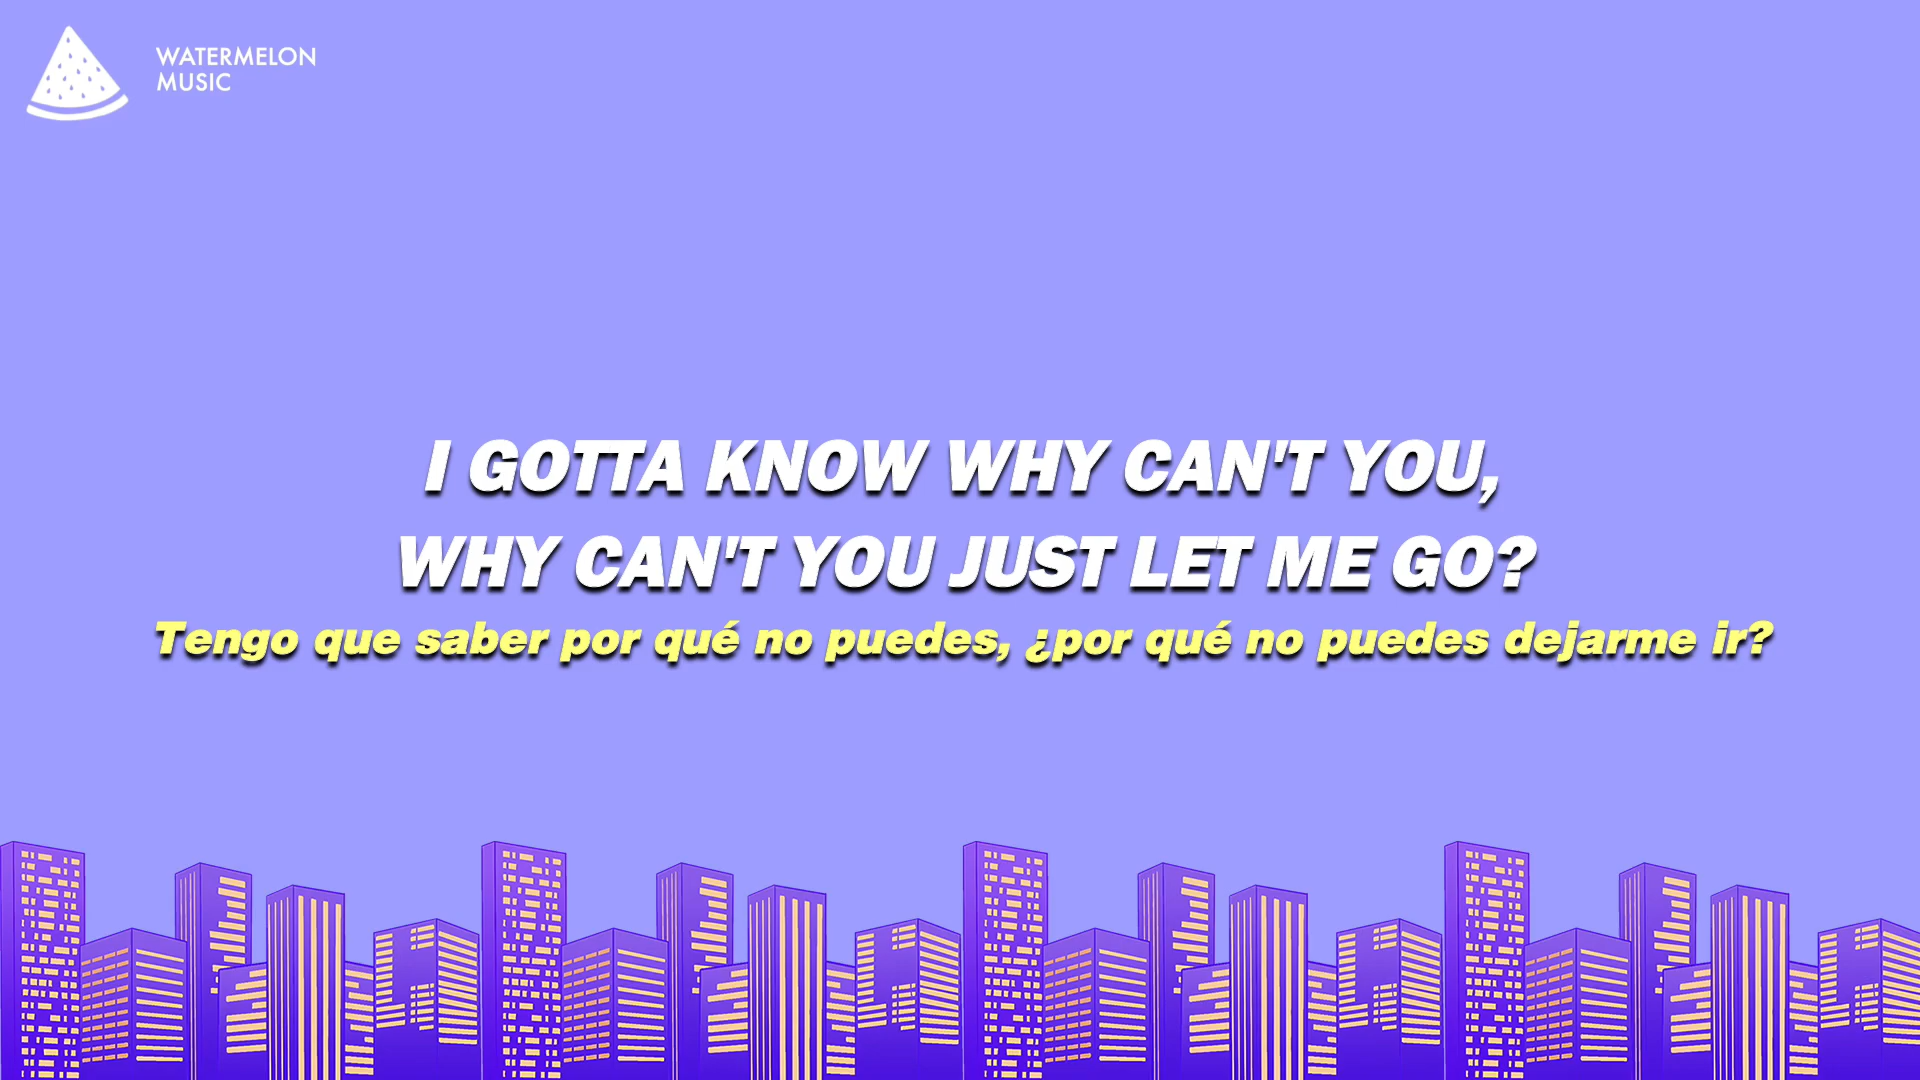 WATERMELON
MUSIC
I GOTTA KNOW WHY CAN'T YOU,
WHY CAN'T YOU JUST LET ME GO?
Tengo que saber por qué no puedes, ¿por qué no puedes dejarme ir?